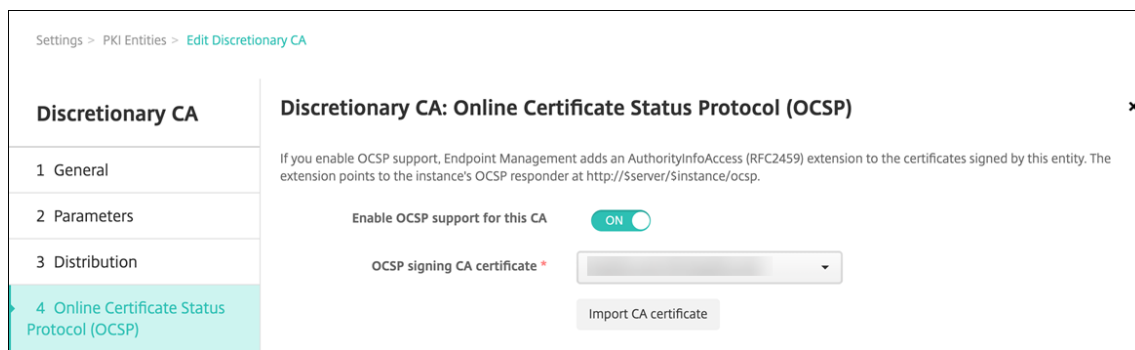 Settings > PKI Entities > Edit Discretionary CA
Discretionary CA
1 General
2 Parameters
3 Distribution
4 Online Certificate Status
Protocol (OCSP)
Discretionary CA: Online Certificate Status Protocol (OCSP)
If you enable OCSP support, Endpoint Management adds an AuthorityInfoAccess (RFC2459) extension to the certificates signed by this entity. The
extension points to the instance's OCSP responder at http://$server/$instance/ocsp.
Enable OCSP support for this CA
ON
OCSP signing CA certificate *
Import CA certificate